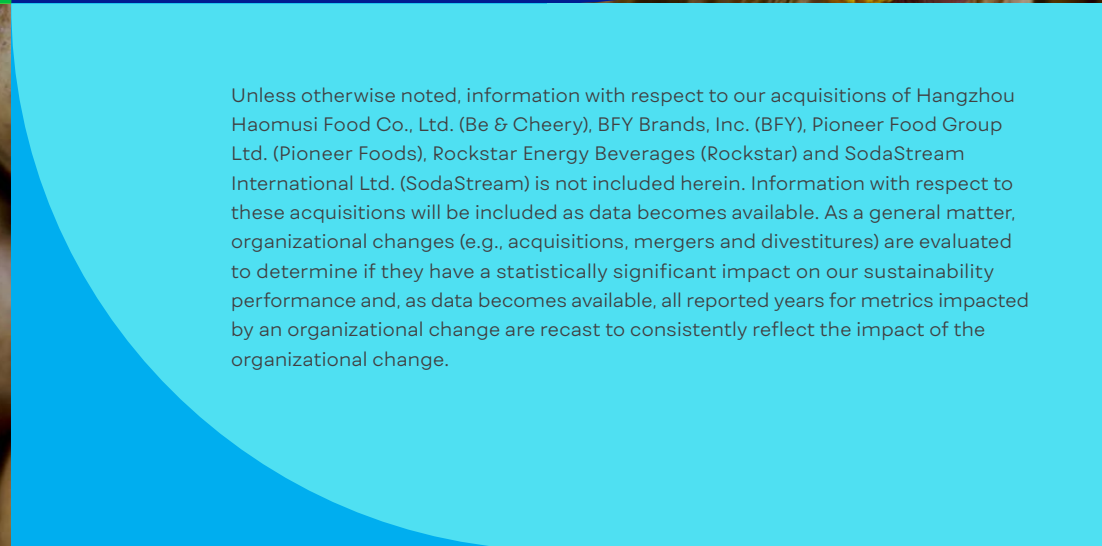 Unless otherwise noted, information with respect to our acquisitions of Hangzhou
Haomusi Food Co., Ltd. (Be & Cheery), BFY Brands, Inc. (BFY), Pioneer Food Group
Ltd. (Pioneer Foods), Rockstar Energy Beverages (Rockstar) and SodaStream
International Ltd. (SodaStream) is not included herein. Information with respect to
these acquisitions will be included as data becomes available. As a general matter,
organizational changes (e.g., acquisitions, mergers and divestitures) are evaluated
to determine if they have a statistically significant impact on our sustainability
performance and, as data becomes available, all reported years for metrics impacted
by an organizational change are recast to consistently reflect the impact of the
organizational change.